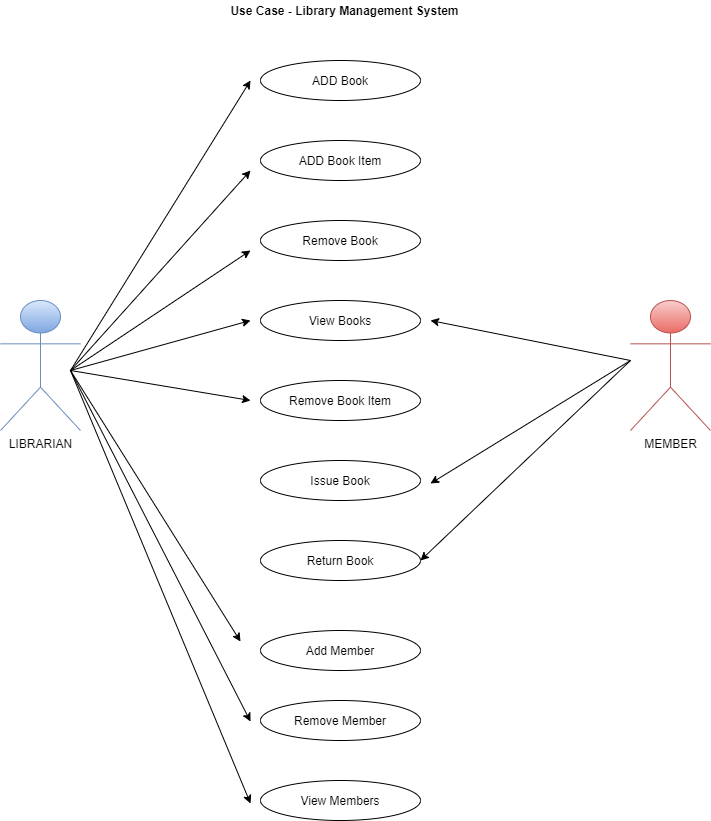 Use Case - Library Management System
ADD Book
ADD Book Item
Remove Book
View Books
Remove Book Item
LIBRARIAN
MEMBER
Issue Book
Return Book
Add Member
Remove Member
View Members